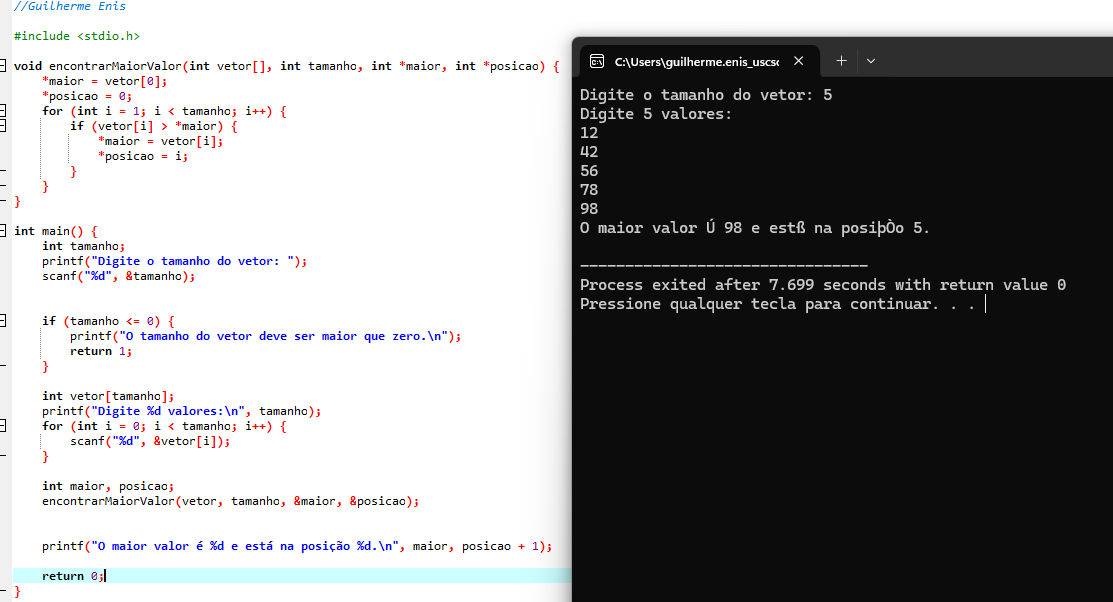 //Guilherme Enis
#include <stdio.h>
void encontrarMaiorValor(int vetor[], int tamanho, int *maior, int *posicao) {
    *maior = vetor[0];
    *posicao = 0;
    for (int i = 1; i < tamanho; i++) {
        if (vetor[i] > *maior) {
            *maior = vetor[i];
            *posicao = i;
        }
    }
}
int main() {
    int tamanho;
    printf("Digite o tamanho do vetor: ");
    scanf("%d", &tamanho);
    if (tamanho <= 0) {
        printf("O tamanho do vetor deve ser maior que zero.\n");
        return 1;
    }
    int vetor[tamanho];
    printf("Digite %d valores:\n", tamanho);
    for (int i = 0; i < tamanho; i++) {
        scanf("%d", &vetor[i]);
    }
    int maior, posicao;
    encontrarMaiorValor(vetor, tamanho, &maior, &posicao);
    printf("O maior valor é %d e está na posição %d.\n", maior, posicao + 1);
    return 0;
}
C:\Users\guilherme.enis_uscs
Digite o tamanho do vetor: 5
Digite 5 valores:
12
42
56
78
98
O maior valor Ú 98 e estß na posiþÒo 5.
--------------------------------
Process exited after 7.699 seconds with return value 0
Pressione qualquer tecla para continuar. . .